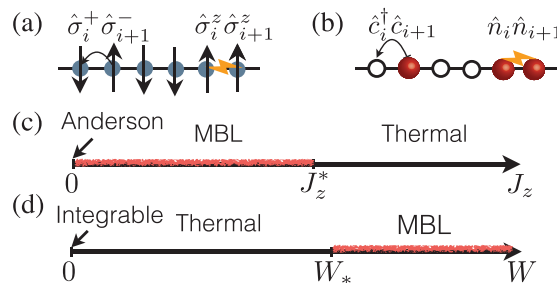 (a) σ̂ᵢ⁺ σ̂ᵢ₊₁⁻ σ̂ᵢᶻσ̂ᵢ₊₁ᶻ (b) ĉᵢ†ĉᵢ₊₁ n̂ᵢn̂ᵢ₊₁
(c) Anderson
MBL Thermal
0 J_z^* J_z
(d) Integrable
Thermal MBL
0 W_* W